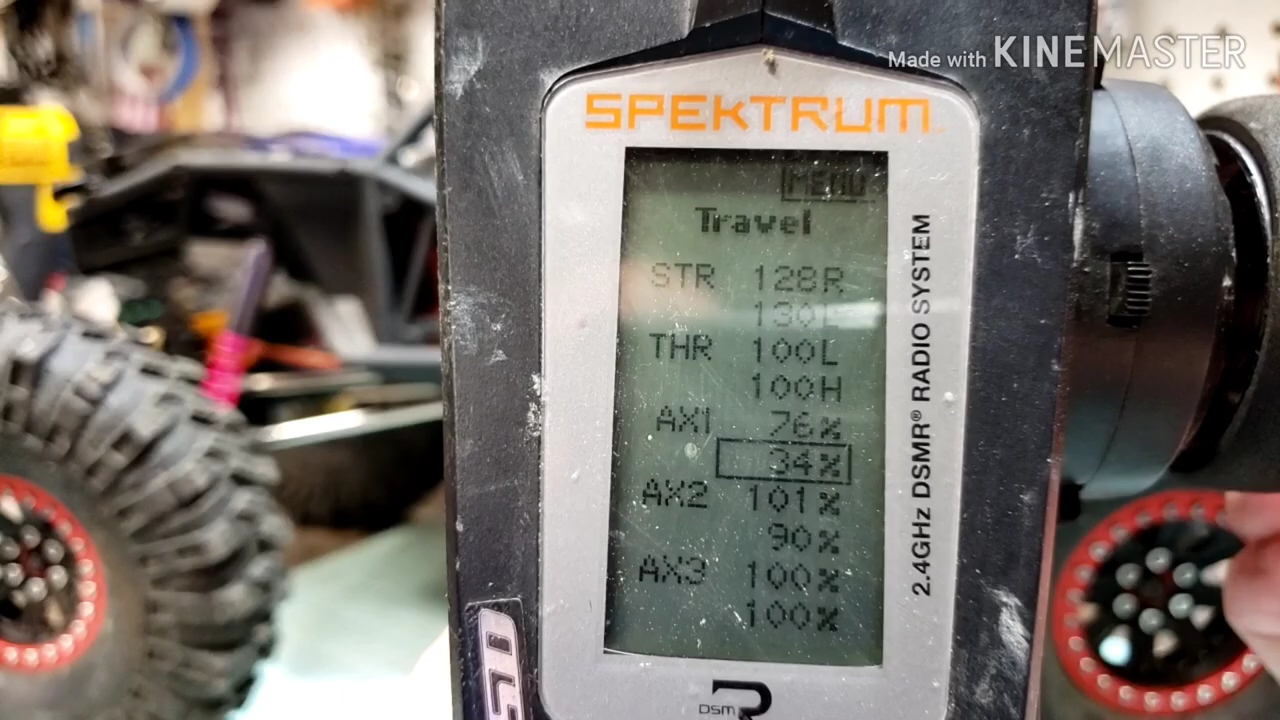 Made with KINEMASTER
SPEKTRUM
MENU
Travel
STR 128R
130L
THR 100L
100H
AX1 76%
34%
AX2 101%
90%
AX3 100%
100%
2.4GHz DSMR® RADIO SYSTEM
DSM R